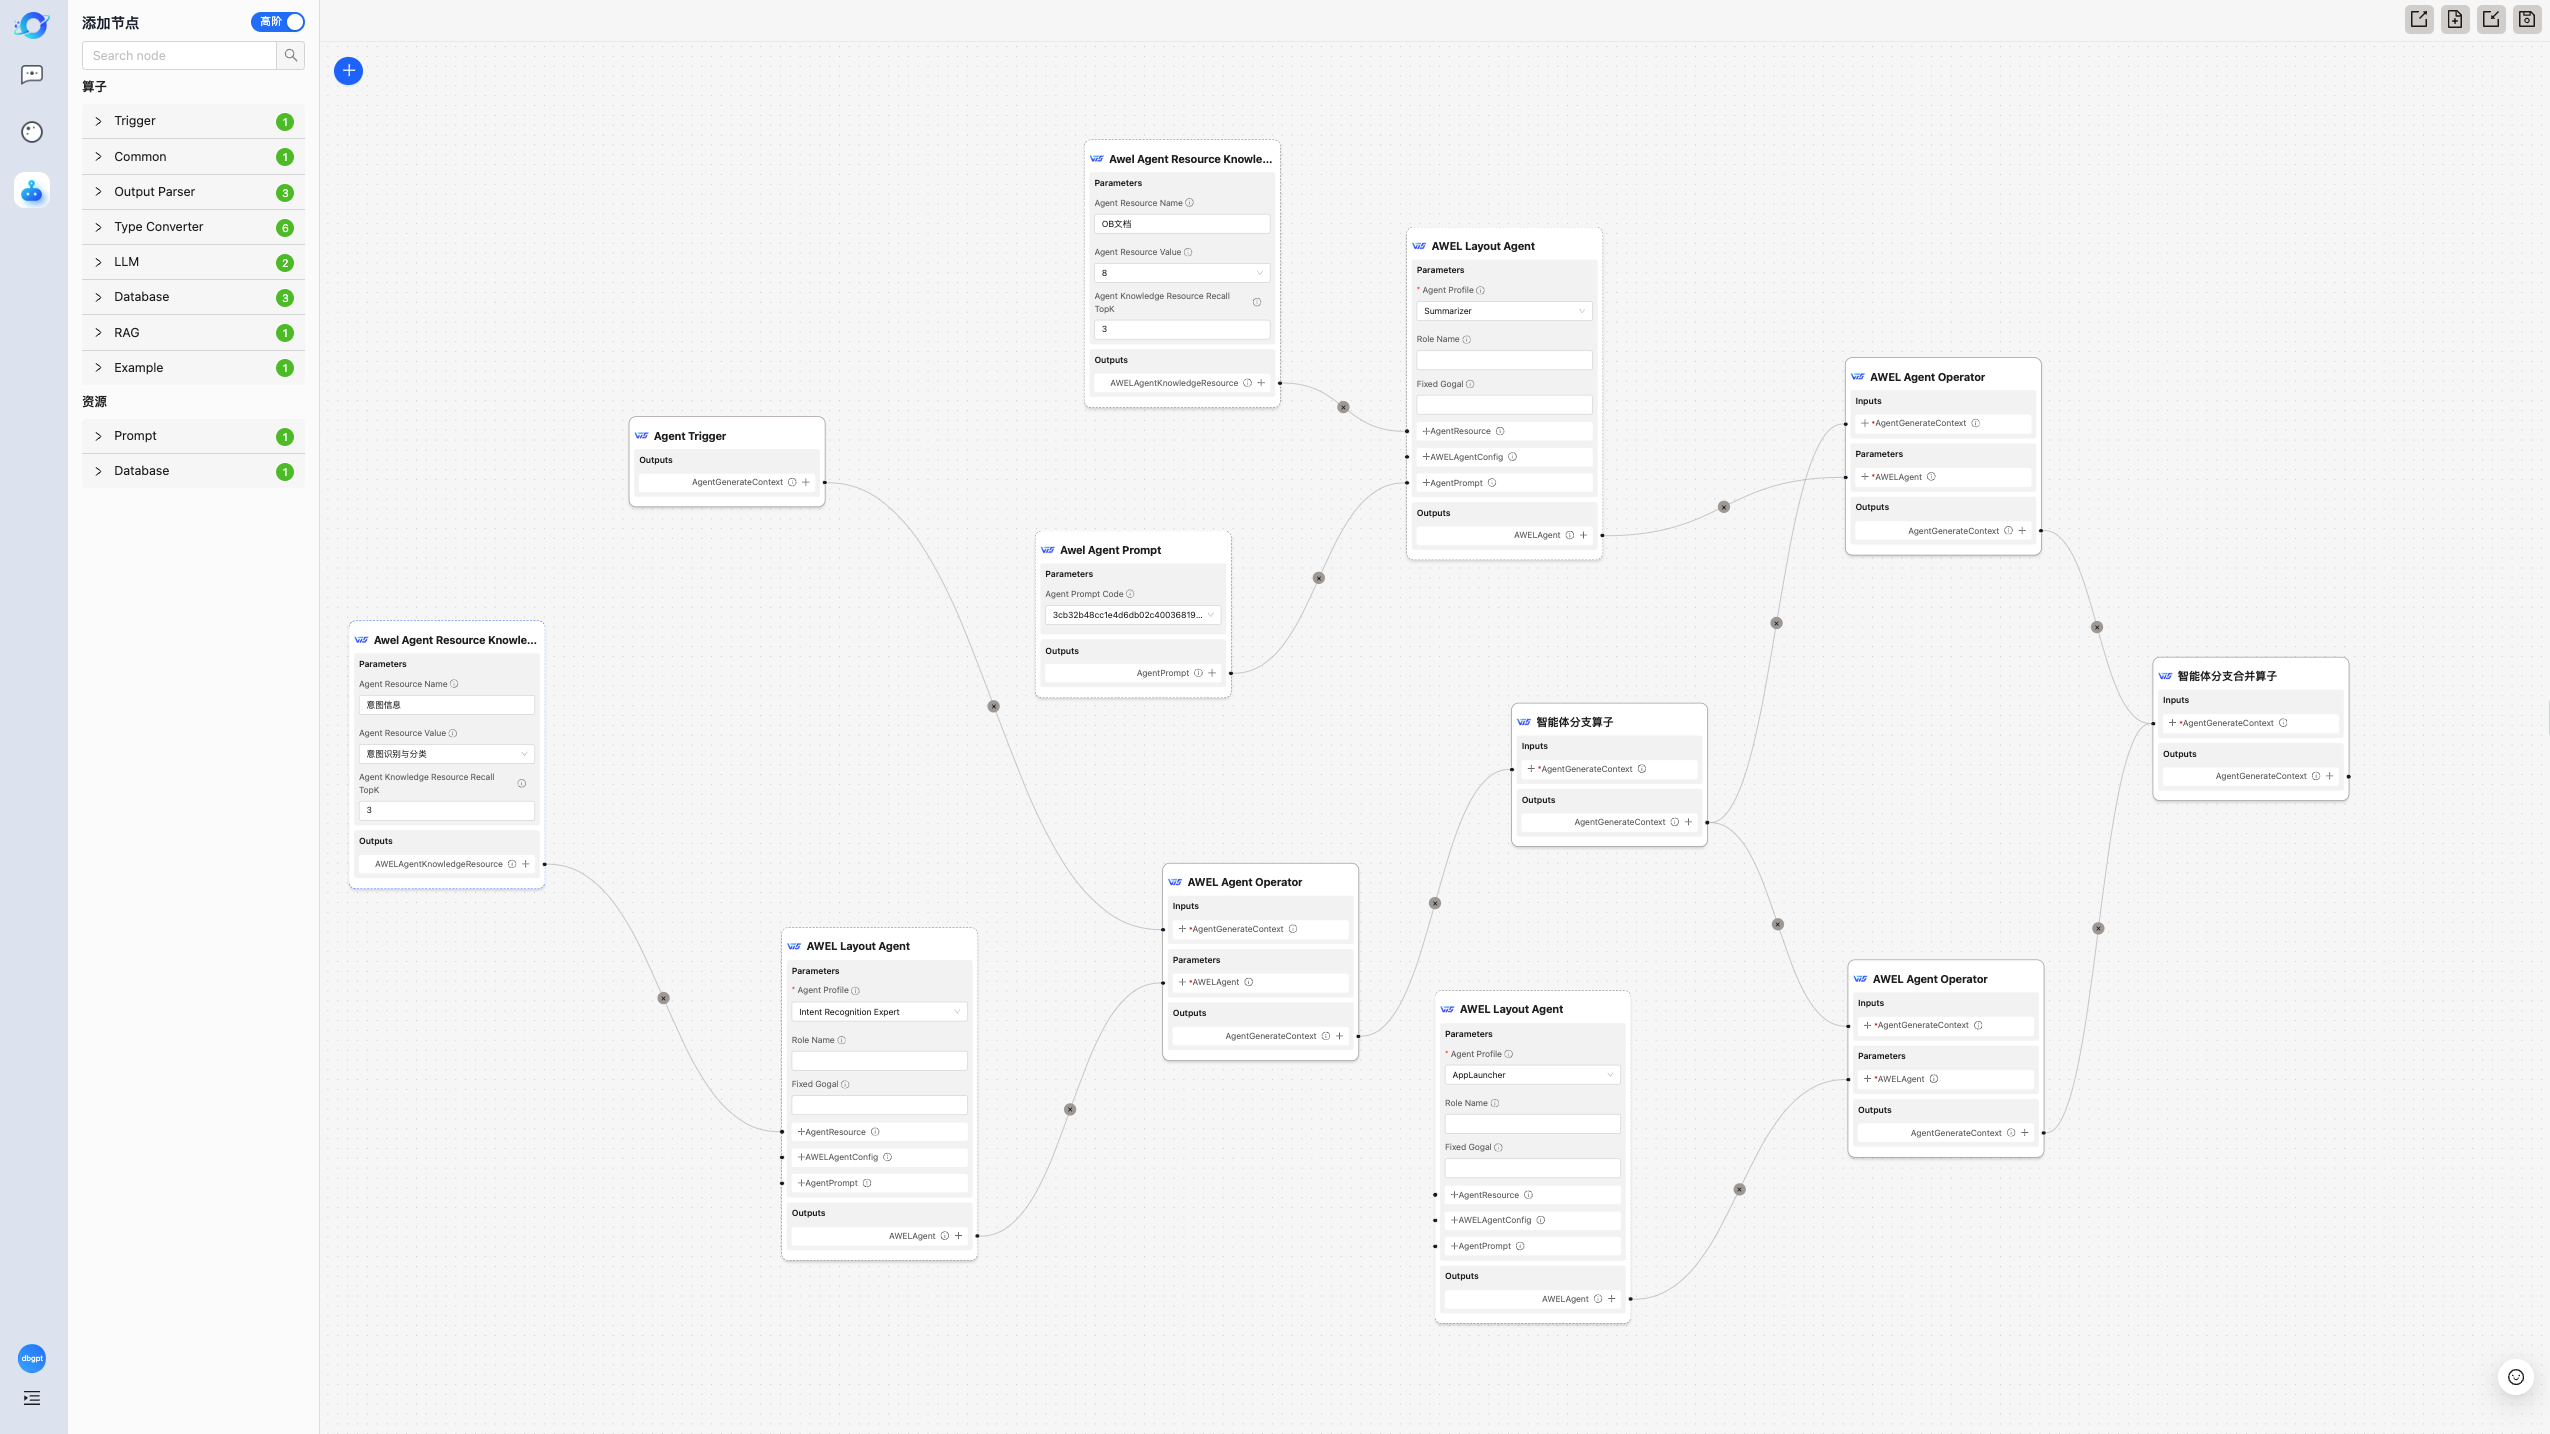 添加节点
高阶
Search node
算子
Trigger 1
Common 1
Output Parser 3
Type Converter 6
LLM 2
Database 3
RAG 1
Example 1
资源
Prompt 1
Database 1
dbgpt
Awel Agent Resource Knowle...
Parameters
Agent Resource Name
OB文档
Agent Resource Value
8
Agent Knowledge Resource Recall
TopK
3
Outputs
AWELAgentKnowledgeResource
AWEL Layout Agent
Parameters
* Agent Profile
Summarizer
Role Name
Fixed Gogal
+AgentResource
+AWELAgentConfig
+AgentPrompt
Outputs
AWELAgent +
AWEL Agent Operator
Inputs
+ *AgentGenerateContext
Parameters
+ *AWELAgent
Outputs
AgentGenerateContext +
Agent Trigger
Outputs
AgentGenerateContext +
Awel Agent Prompt
Parameters
Agent Prompt Code
3cb32b48cc1e4d6db02c40036819...
Outputs
AgentPrompt +
Awel Agent Resource Knowle...
Parameters
Agent Resource Name
意图信息
Agent Resource Value
意图识别与分类
Agent Knowledge Resource Recall
TopK
3
Outputs
AWELAgentKnowledgeResource +
智能体分支合并算子
Inputs
+ *AgentGenerateContext
Outputs
AgentGenerateContext +
智能体分支算子
Inputs
+ *AgentGenerateContext
Outputs
AgentGenerateContext +
AWEL Agent Operator
Inputs
+ *AgentGenerateContext
Parameters
+ *AWELAgent
Outputs
AgentGenerateContext +
AWEL Layout Agent
Parameters
* Agent Profile
Intent Recognition Expert
Role Name
Fixed Gogal
+AgentResource
+AWELAgentConfig
+AgentPrompt
Outputs
AWELAgent +
AWEL Layout Agent
Parameters
* Agent Profile
AppLauncher
Role Name
Fixed Gogal
+AgentResource
+AWELAgentConfig
+AgentPrompt
Outputs
AWELAgent +
AWEL Agent Operator
Inputs
+ *AgentGenerateContext
Parameters
+ *AWELAgent
Outputs
AgentGenerateContext +